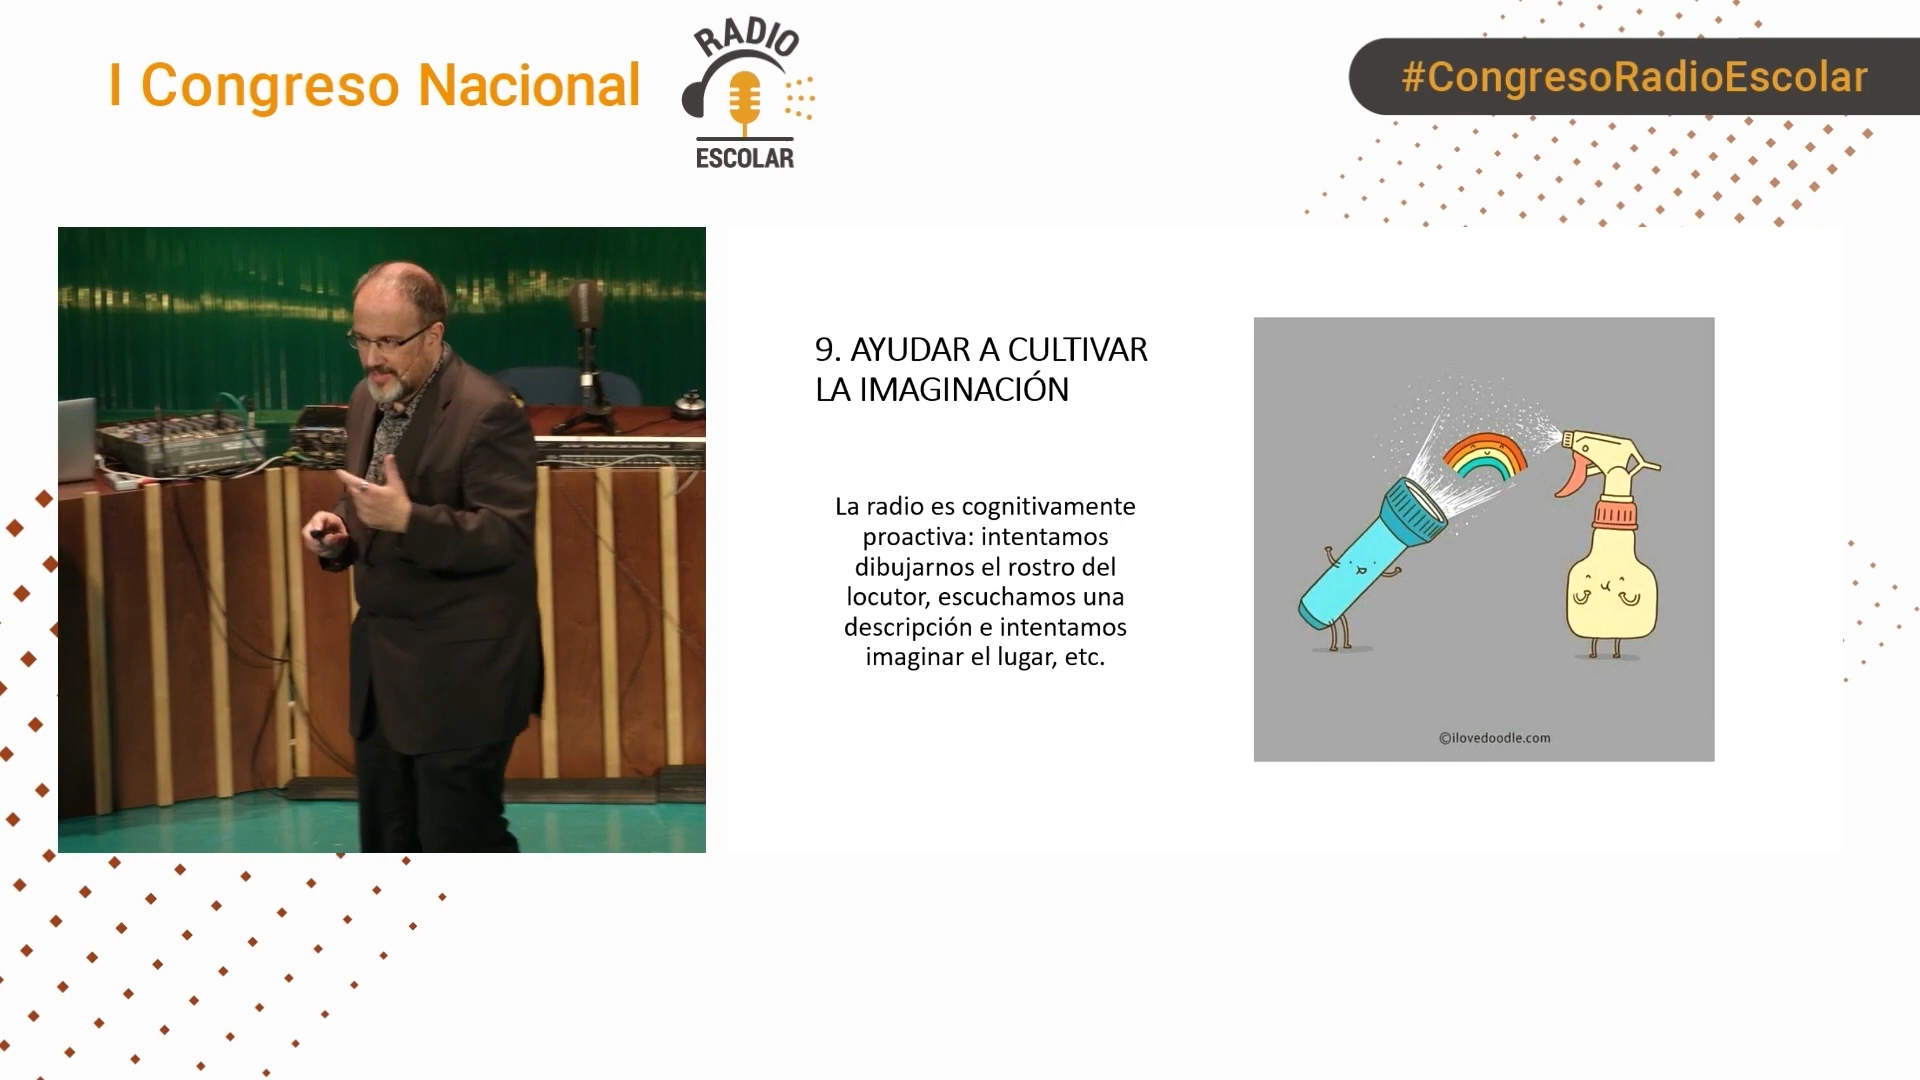 I Congreso Nacional
RADIO
ESCOLAR
#CongresoRadioEscolar
9. AYUDAR A CULTIVAR
LA IMAGINACIÓN
La radio es cognitivamente
proactiva: intentamos
dibujarnos el rostro del
locutor, escuchamos una
descripción e intentamos
imaginar el lugar, etc.
©ilovedoodle.com